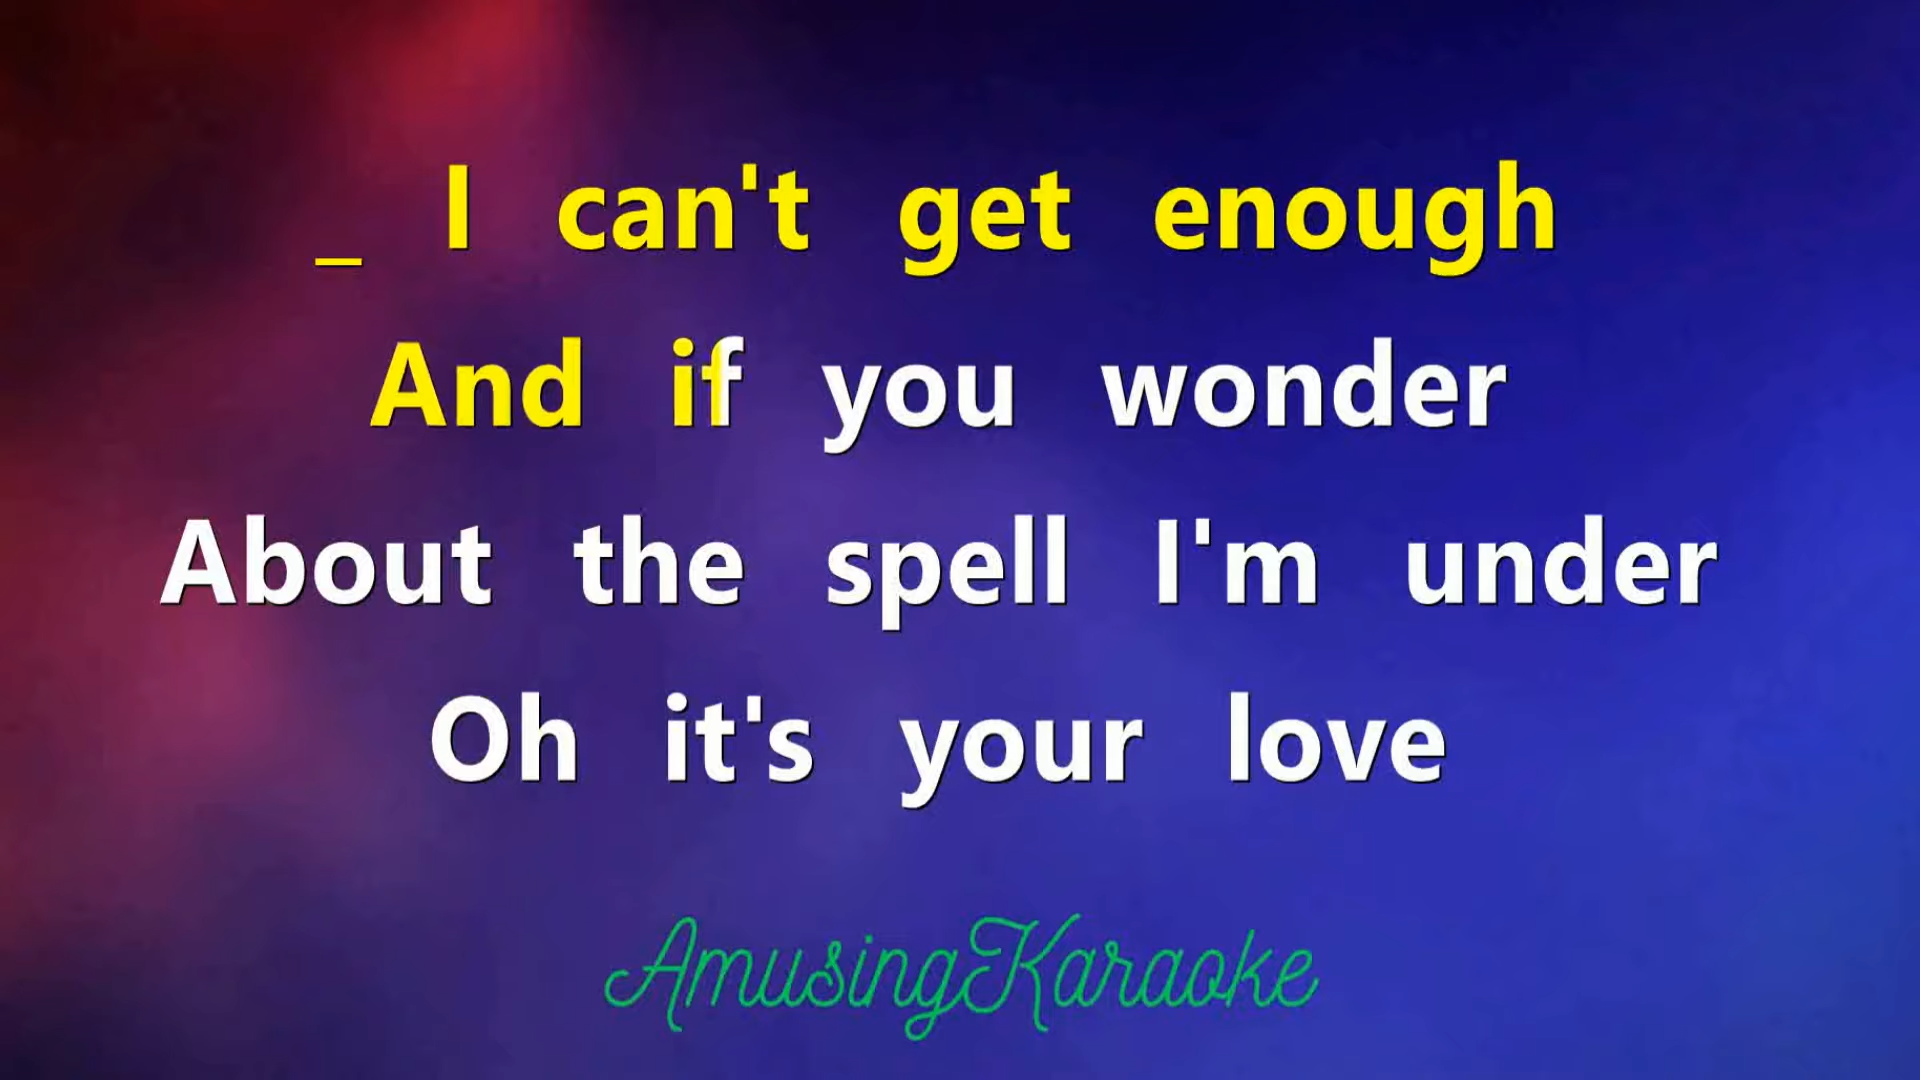 _ I can't get enough
And if you wonder
About the spell I'm under
Oh it's your love
AmusingKaraoke